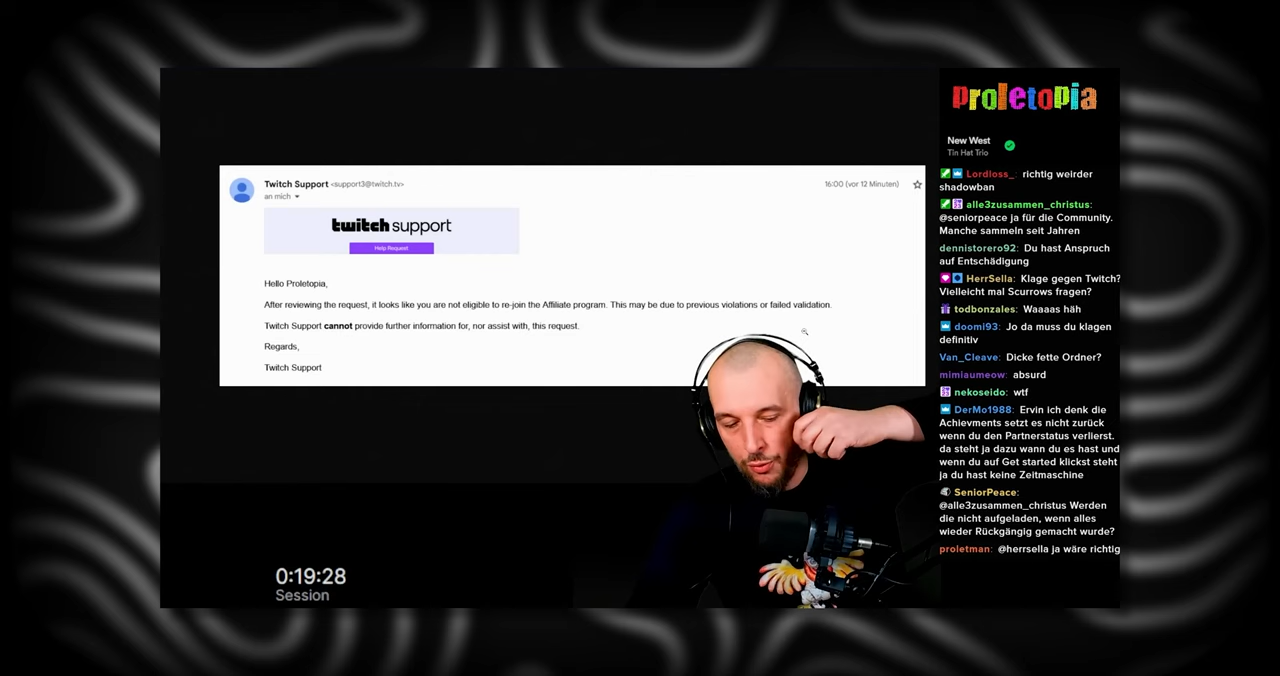 proletopia
New West
Tin Hat Trio
Twitch Support <support3@twitch.tv>
an mich
16:00 (vor 12 Minuten)
twitch support
Help Request
Hello Proletopia,
After reviewing the request, it looks like you are not eligible to re-join the Affiliate program. This may be due to previous violations or failed validation.
Twitch Support cannot provide further information for, nor assist with, this request.
Regards,
Twitch Support
0:19:28
Session
Lordloss_: richtig weirder
shadowban
alle3zusammen_christus:
@seniorpeace ja für die Community.
Manche sammeln seit Jahren
dennistorero92: Du hast Anspruch
auf Entschädigung
HerrSella: Klage gegen Twitch?
Vielleicht mal Scurrows fragen?
todbonzales: Waaaas häh
doomi93: Jo da muss du klagen
definitiv
Van_Cleave: Dicke fette Ordner?
mimiaumeow: absurd
nekoseido: wtf
DerMo1988: Ervin ich denk die
Achievments setzt es nicht zurück
wenn du den Partnerstatus verlierst.
da steht ja dazu wann du es hast und
wenn du auf Get started klickst steht
ja du hast keine Zeitmaschine
SeniorPeace:
@alle3zusammen_christus Werden
die nicht aufgeladen, wenn alles
wieder Rückgängig gemacht wurde?
proletman: @herrsella ja wäre richtig